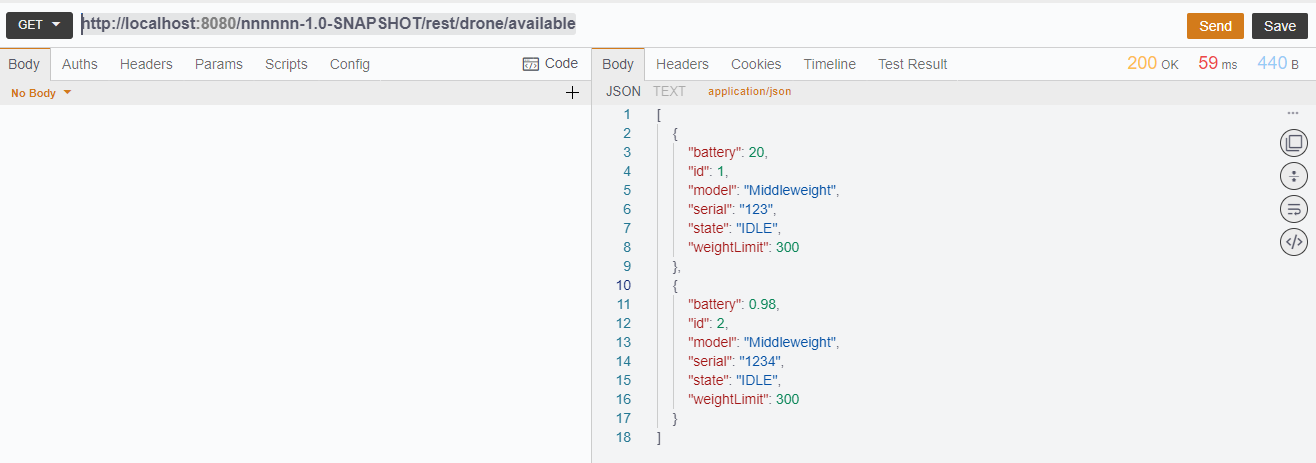 GET http://localhost:8080/nnnnnn-1.0-SNAPSHOT/rest/drone/available Send Save
Body Auths Headers Params Scripts Config Code
No Body
Body Headers Cookies Timeline Test Result 200 OK 59 ms 440 B
JSON TEXT application/json
1 [
2 {
3 "battery": 20,
4 "id": 1,
5 "model": "Middleweight",
6 "serial": "123",
7 "state": "IDLE",
8 "weightLimit": 300
9 },
10 {
11 "battery": 0.98,
12 "id": 2,
13 "model": "Middleweight",
14 "serial": "1234",
15 "state": "IDLE",
16 "weightLimit": 300
17 }
18 ]